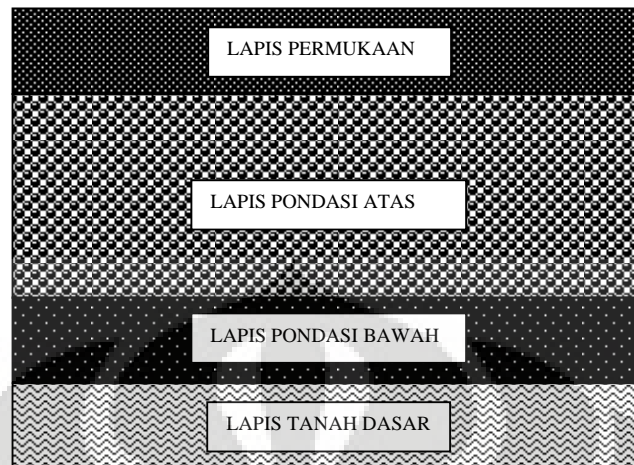 LAPIS PERMUKAAN
LAPIS PONDASI ATAS
LAPIS PONDASI BAWAH
LAPIS TANAH DASAR